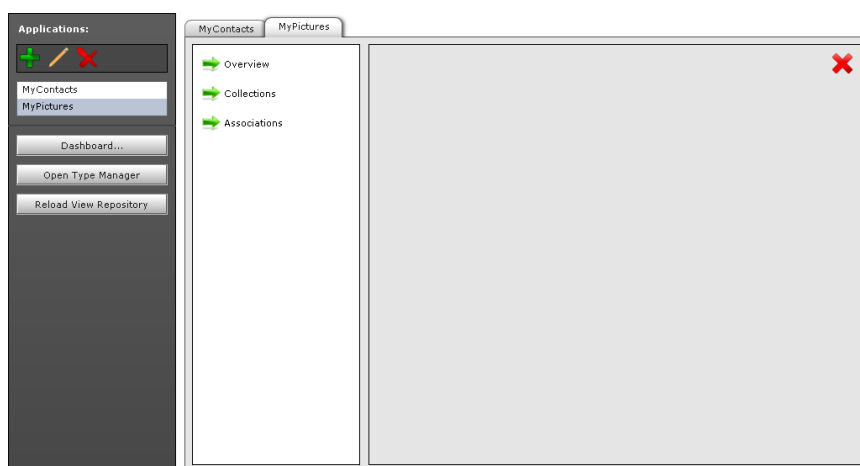 Applications:
MyContacts
MyPictures
Dashboard...
Open Type Manager
Reload View Repository
MyContacts MyPictures
Overview
Collections
Associations